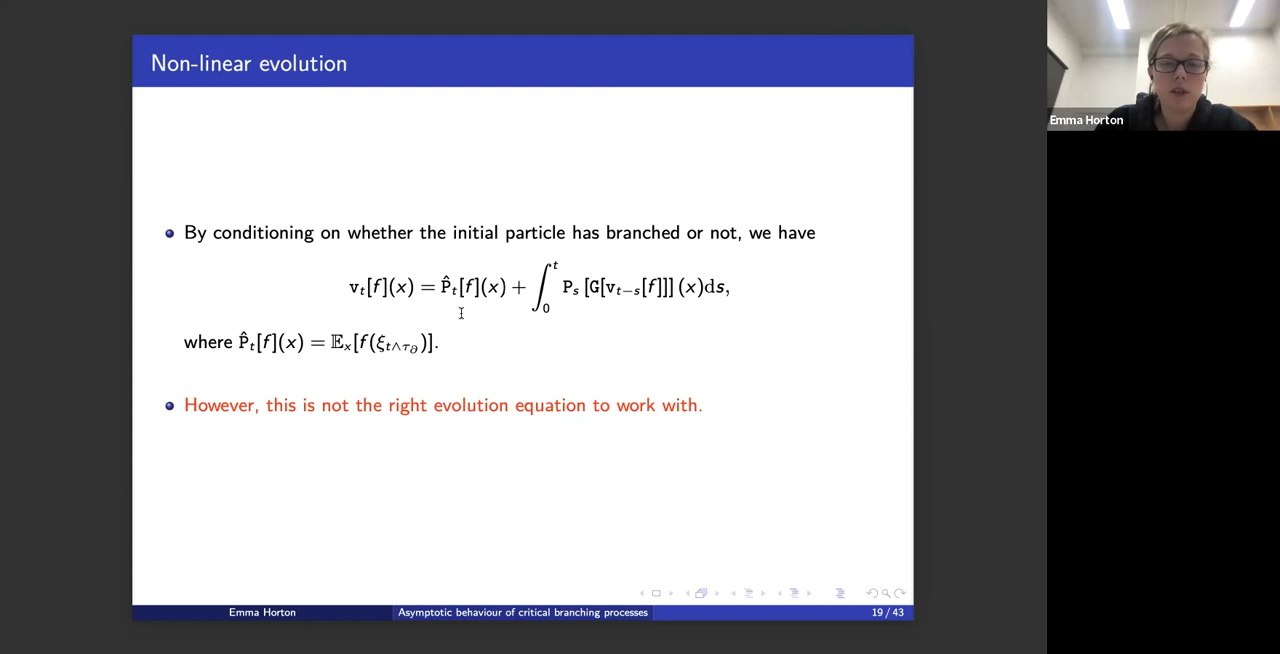 Non-linear evolution
By conditioning on whether the initial particle has branched or not, we have
v_t[f](x) = P̂_t[f](x) + ∫_0^t P_s [G[v_{t−s}[f]]] (x)ds,
where P̂_t[f](x) = 𝔼_x[f(ξ_{t∧τ_∂})].
However, this is not the right evolution equation to work with.
Emma Horton
Asymptotic behaviour of critical branching processes
19 / 43
Emma Horton